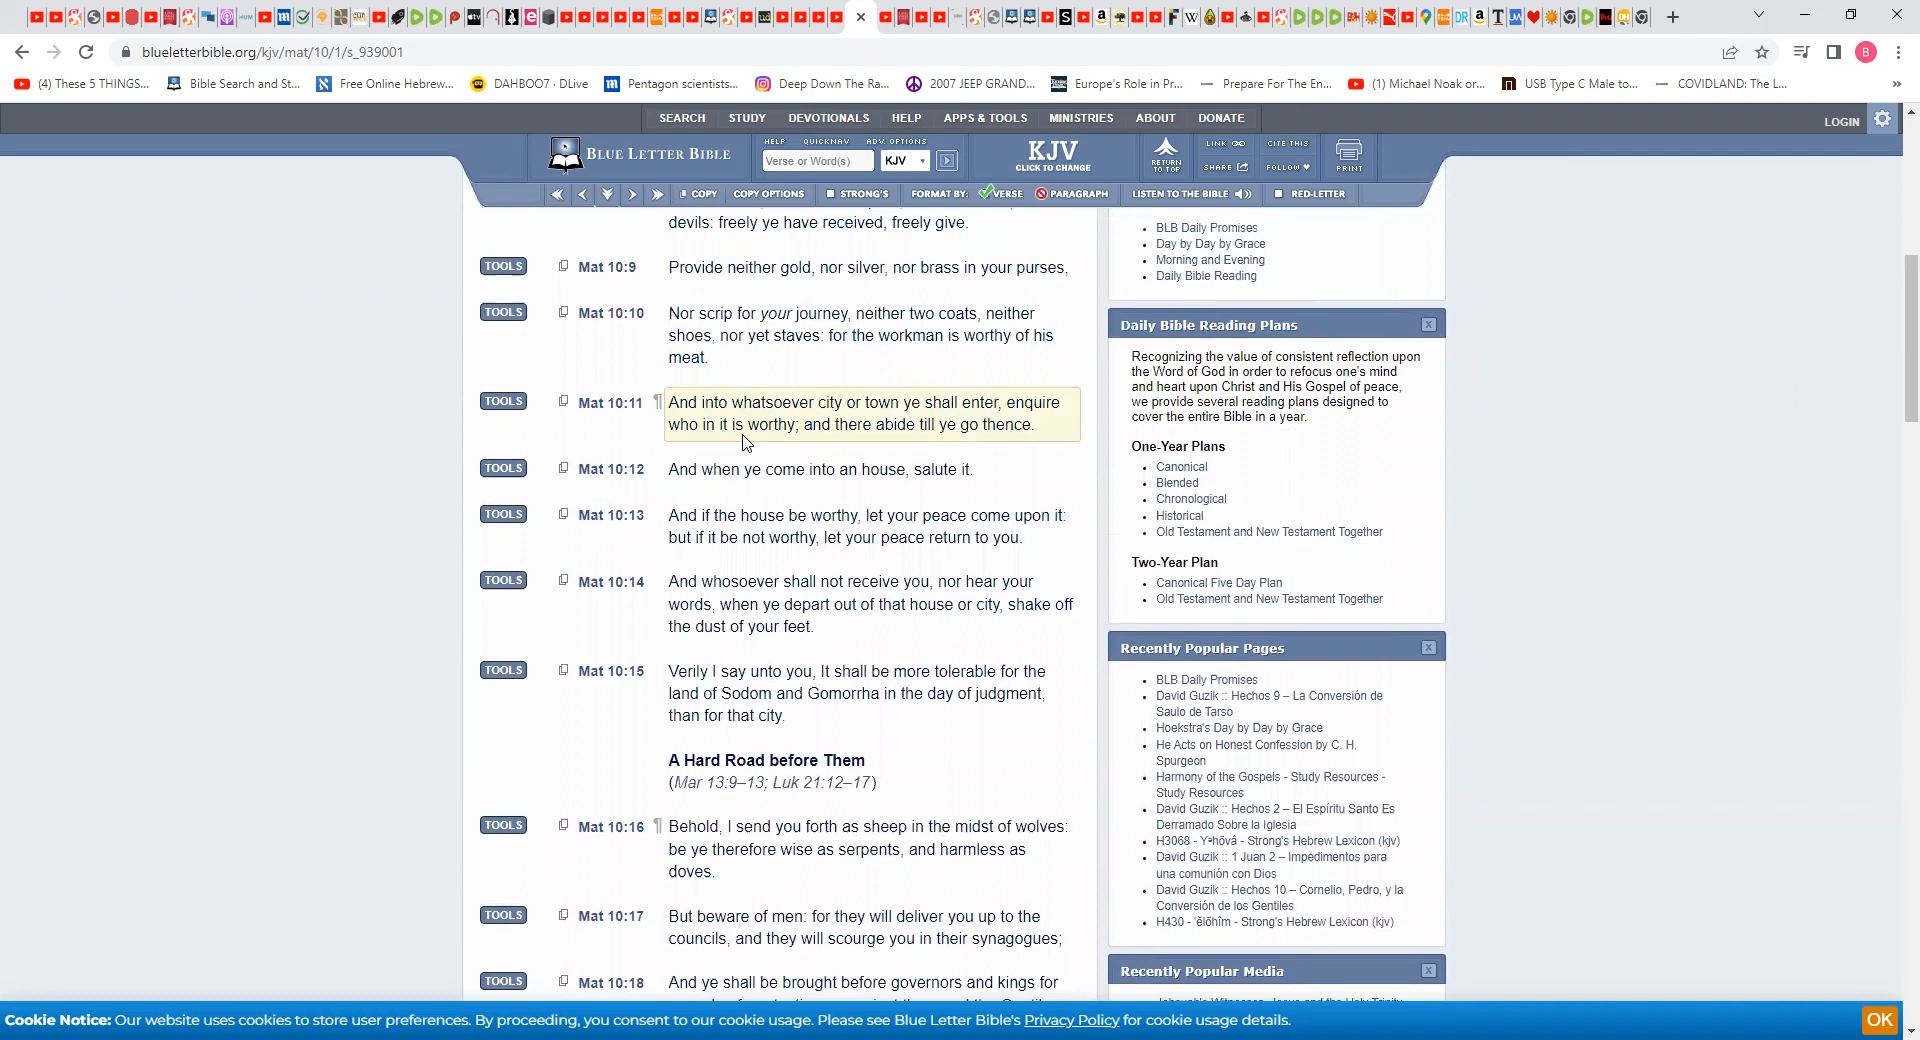 blueletterbible.org/kjv/mat/10/1/s_939001
B
(4) These 5 THINGS...
Bible Search and St...
Free Online Hebrew...
DAHBOO7 · DLive
Pentagon scientists...
Deep Down The Ra...
2007 JEEP GRAND...
Europe's Role in Pr...
Prepare For The En...
(1) Michael Noak or...
USB Type C Male to...
COVIDLAND: The L...
»
SEARCH STUDY DEVOTIONALS HELP APPS & TOOLS MINISTRIES ABOUT DONATE
LOGIN
BLUE LETTER BIBLE
HELP QUICKNAV ADV. OPTIONS
Verse or Word(s)
KJV
KJV
CLICK TO CHANGE
RETURN
TO TOP
LINK
SHARE
CITE THIS
FOLLOW
PRINT
COPY COPY OPTIONS STRONG'S FORMAT BY: VERSE PARAGRAPH LISTEN TO THE BIBLE RED-LETTER
devils: freely ye have received, freely give.
TOOLS Mat 10:9 Provide neither gold, nor silver, nor brass in your purses,
TOOLS Mat 10:10 Nor scrip for your journey, neither two coats, neither
shoes, nor yet staves: for the workman is worthy of his
meat.
TOOLS Mat 10:11 ¶ And into whatsoever city or town ye shall enter, enquire
who in it is worthy; and there abide till ye go thence.
TOOLS Mat 10:12 And when ye come into an house, salute it.
TOOLS Mat 10:13 And if the house be worthy, let your peace come upon it:
but if it be not worthy, let your peace return to you.
TOOLS Mat 10:14 And whosoever shall not receive you, nor hear your
words, when ye depart out of that house or city, shake off
the dust of your feet.
TOOLS Mat 10:15 Verily I say unto you, It shall be more tolerable for the
land of Sodom and Gomorrha in the day of judgment,
than for that city.
A Hard Road before Them
(Mar 13:9–13; Luk 21:12–17)
TOOLS Mat 10:16 ¶ Behold, I send you forth as sheep in the midst of wolves:
be ye therefore wise as serpents, and harmless as
doves.
TOOLS Mat 10:17 But beware of men: for they will deliver you up to the
councils, and they will scourge you in their synagogues;
TOOLS Mat 10:18 And ye shall be brought before governors and kings for
BLB Daily Promises
Day by Day by Grace
Morning and Evening
Daily Bible Reading
Daily Bible Reading Plans
Recognizing the value of consistent reflection upon
the Word of God in order to refocus one's mind
and heart upon Christ and His Gospel of peace,
we provide several reading plans designed to
cover the entire Bible in a year.
One-Year Plans
Canonical
Blended
Chronological
Historical
Old Testament and New Testament Together
Two-Year Plan
Canonical Five Day Plan
Old Testament and New Testament Together
Recently Popular Pages
BLB Daily Promises
David Guzik :: Hechos 9 – La Conversión de
Saulo de Tarso
Hoekstra's Day by Day by Grace
He Acts on Honest Confession by C. H.
Spurgeon
Harmony of the Gospels - Study Resources -
Study Resources
David Guzik :: Hechos 2 – El Espíritu Santo Es
Derramado Sobre la Iglesia
H3068 - Yᵊhōvâ - Strong's Hebrew Lexicon (kjv)
David Guzik :: 1 Juan 2 – Impedimentos para
una comunión con Dios
David Guzik :: Hechos 10 – Cornelio, Pedro, y la
Conversión de los Gentiles
H430 - 'ĕlōhîm - Strong's Hebrew Lexicon (kjv)
Recently Popular Media
Cookie Notice: Our website uses cookies to store user preferences. By proceeding, you consent to our cookie usage. Please see Blue Letter Bible's Privacy Policy for cookie usage details.
OK